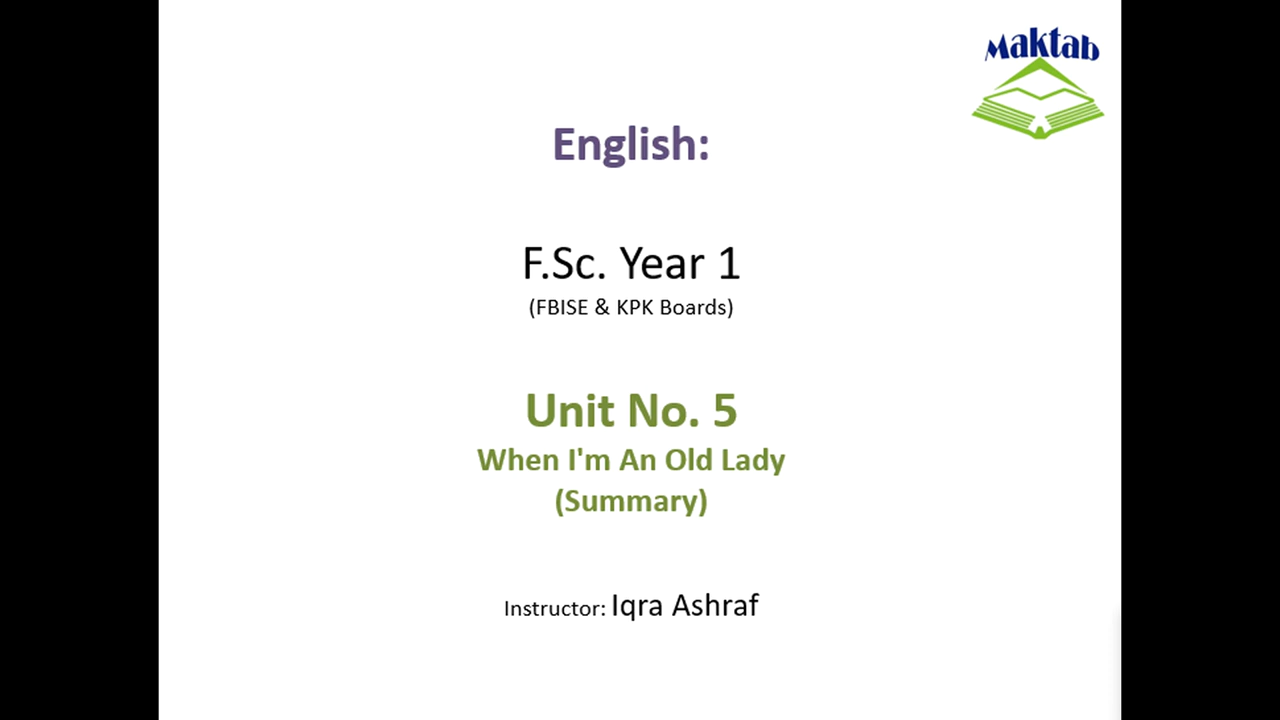 Maktab
English:
F.Sc. Year 1
(FBISE & KPK Boards)
Unit No. 5
When I'm An Old Lady
(Summary)
Instructor: Iqra Ashraf